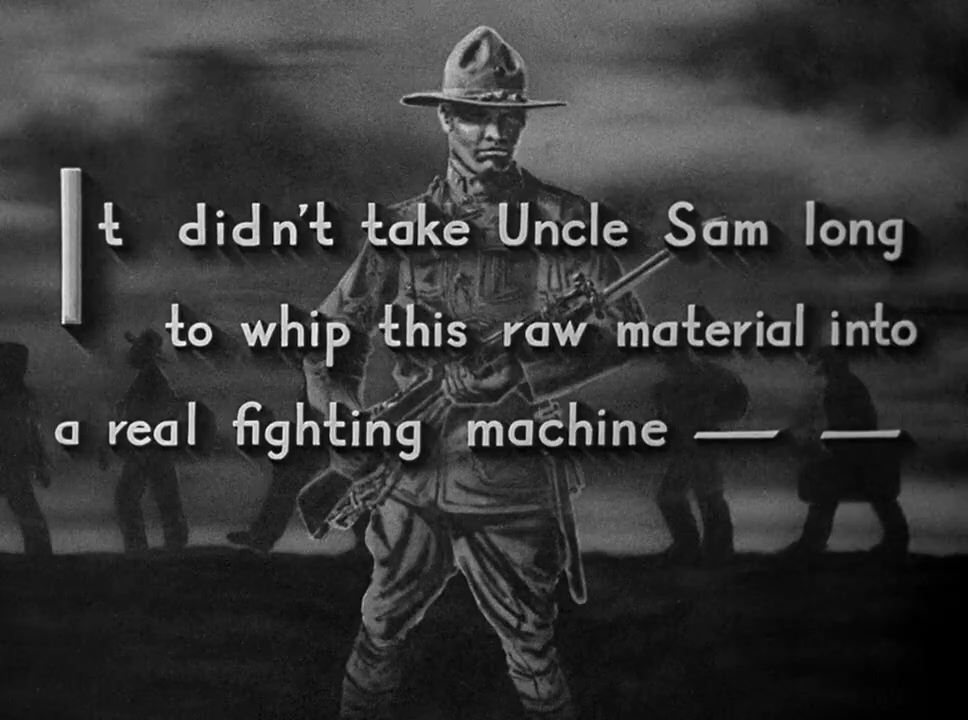 It didn't take Uncle Sam long
to whip this raw material into
a real fighting machine — —